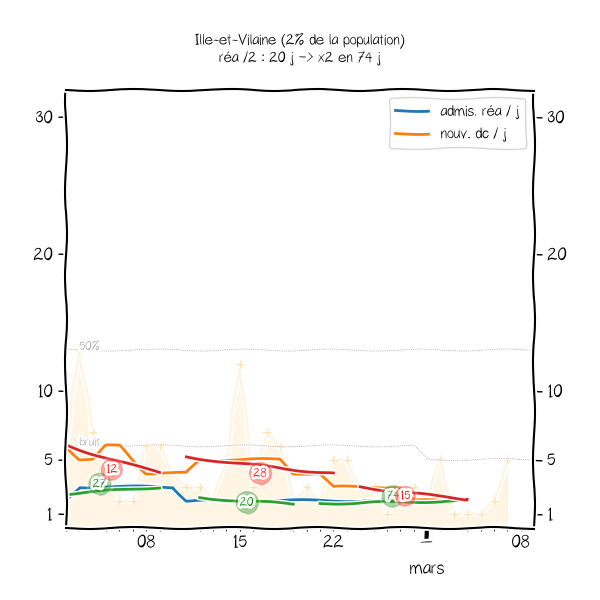 Ille-et-Vilaine (2% de la population)
réa /2 : 20 j -> x2 en 74 j
admis. réa / j
nouv. dc / j
30 30
20 20
50%
10 10
bruit
5 5
12
27
28
20
74 15
1 1
08 15 22 1 08
mars